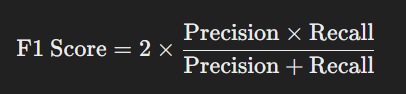 F1 Score = 2 × Precision × Recall / Precision + Recall